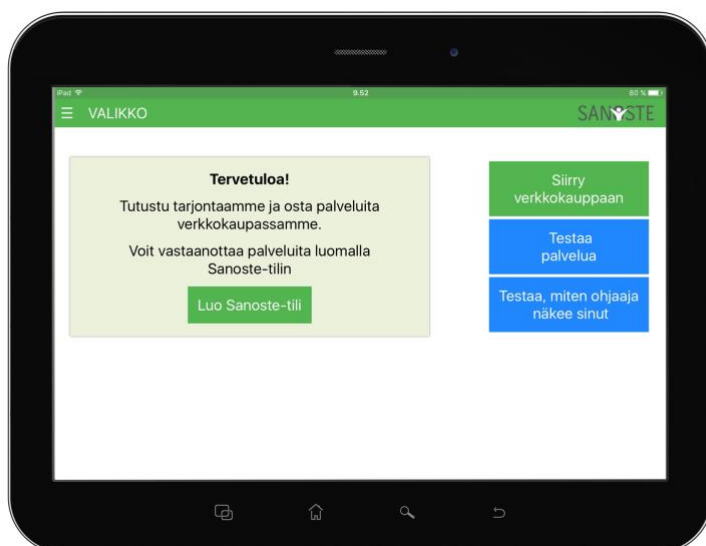 iPad
9.52
60 %
VALIKKO
SANOSTE
Tervetuloa!
Tutustu tarjontaamme ja osta palveluita
verkkokaupassamme.
Voit vastaanottaa palveluita luomalla
Sanoste-tilin
Luo Sanoste-tili
Siirry
verkkokauppaan
Testaa
palvelua
Testaa, miten ohjaaja
näkee sinut